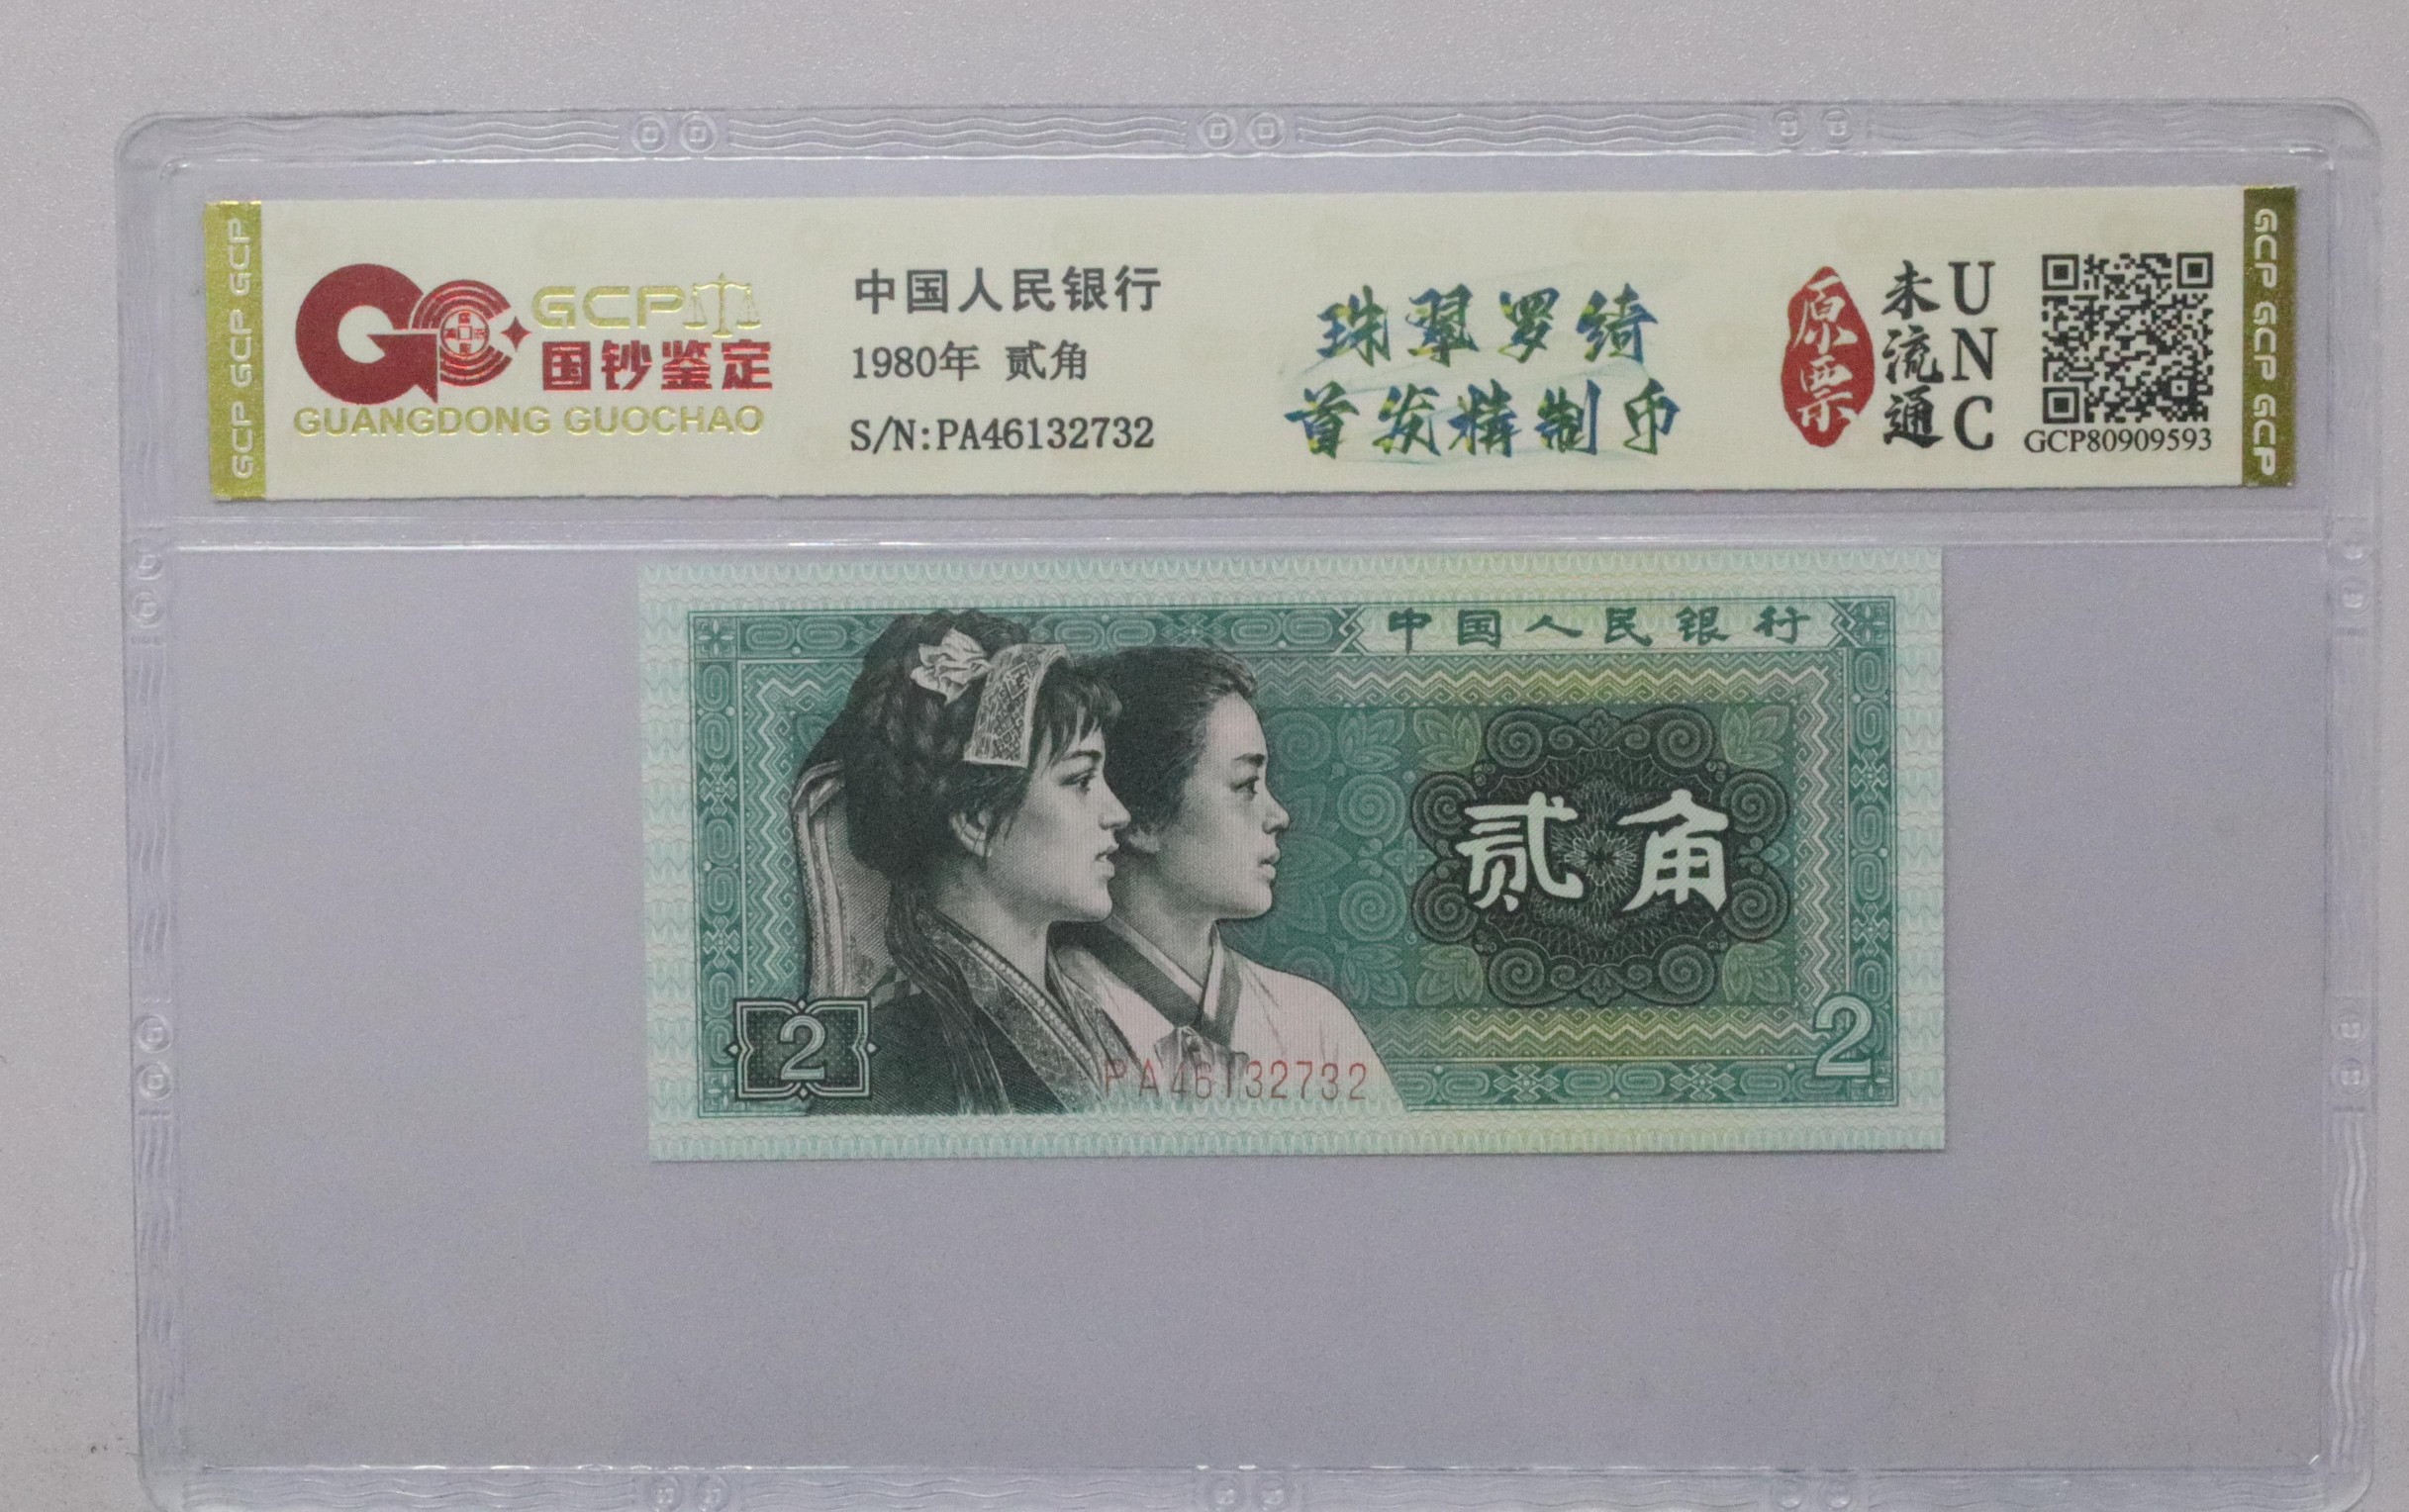 GCP GCP GCP
GCP
国钞鉴定
GUANGDONG GUOCHAO
中国人民银行
1980年 贰角
S/N:PA46132732
珠翠罗绮
首发精制币
原票
未流通
UNC
GCP80909593
GCP GCP GCP GCP
中国人民银行
贰角
2
2
PA46132732